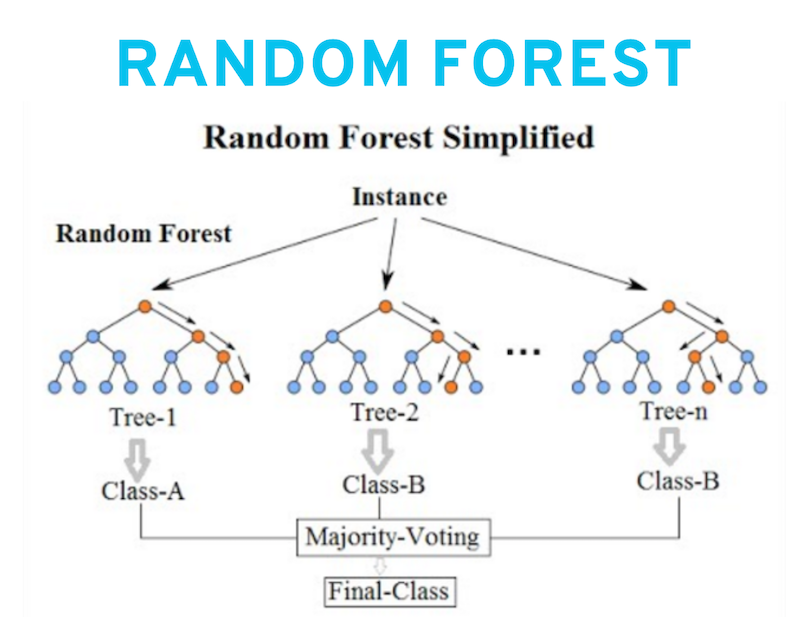 RANDOM FOREST
Random Forest Simplified
Instance
Random Forest
...
Tree-1
Tree-2
Tree-n
Class-A
Class-B
Class-B
Majority-Voting
Final-Class